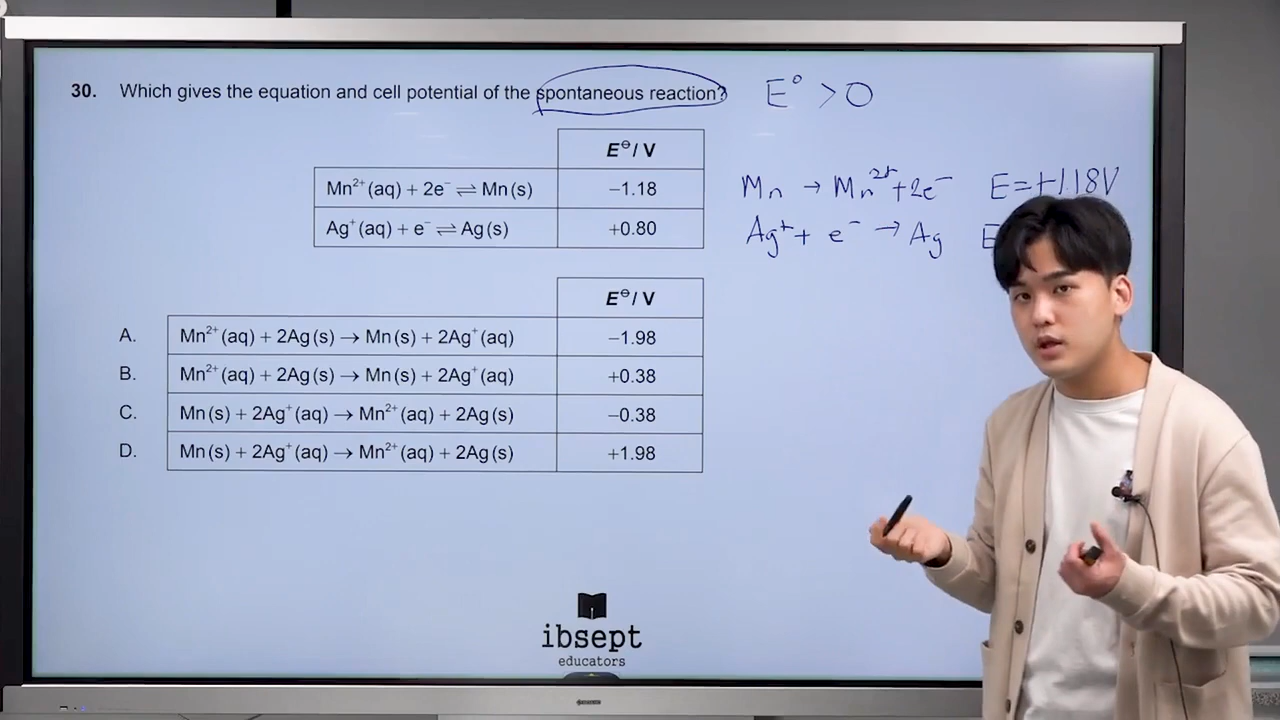 30. Which gives the equation and cell potential of the spontaneous reaction? E° > 0
E⊖ / V
Mn²⁺(aq) + 2e⁻ ⇌ Mn(s) −1.18
Ag⁺(aq) + e⁻ ⇌ Ag(s) +0.80
Mn → Mn²⁺ + 2e⁻ E = +1.18V
Ag⁺ + e⁻ → Ag E
E⊖ / V
A. Mn²⁺(aq) + 2Ag(s) → Mn(s) + 2Ag⁺(aq) −1.98
B. Mn²⁺(aq) + 2Ag(s) → Mn(s) + 2Ag⁺(aq) +0.38
C. Mn(s) + 2Ag⁺(aq) → Mn²⁺(aq) + 2Ag(s) −0.38
D. Mn(s) + 2Ag⁺(aq) → Mn²⁺(aq) + 2Ag(s) +1.98
ibsept
educators